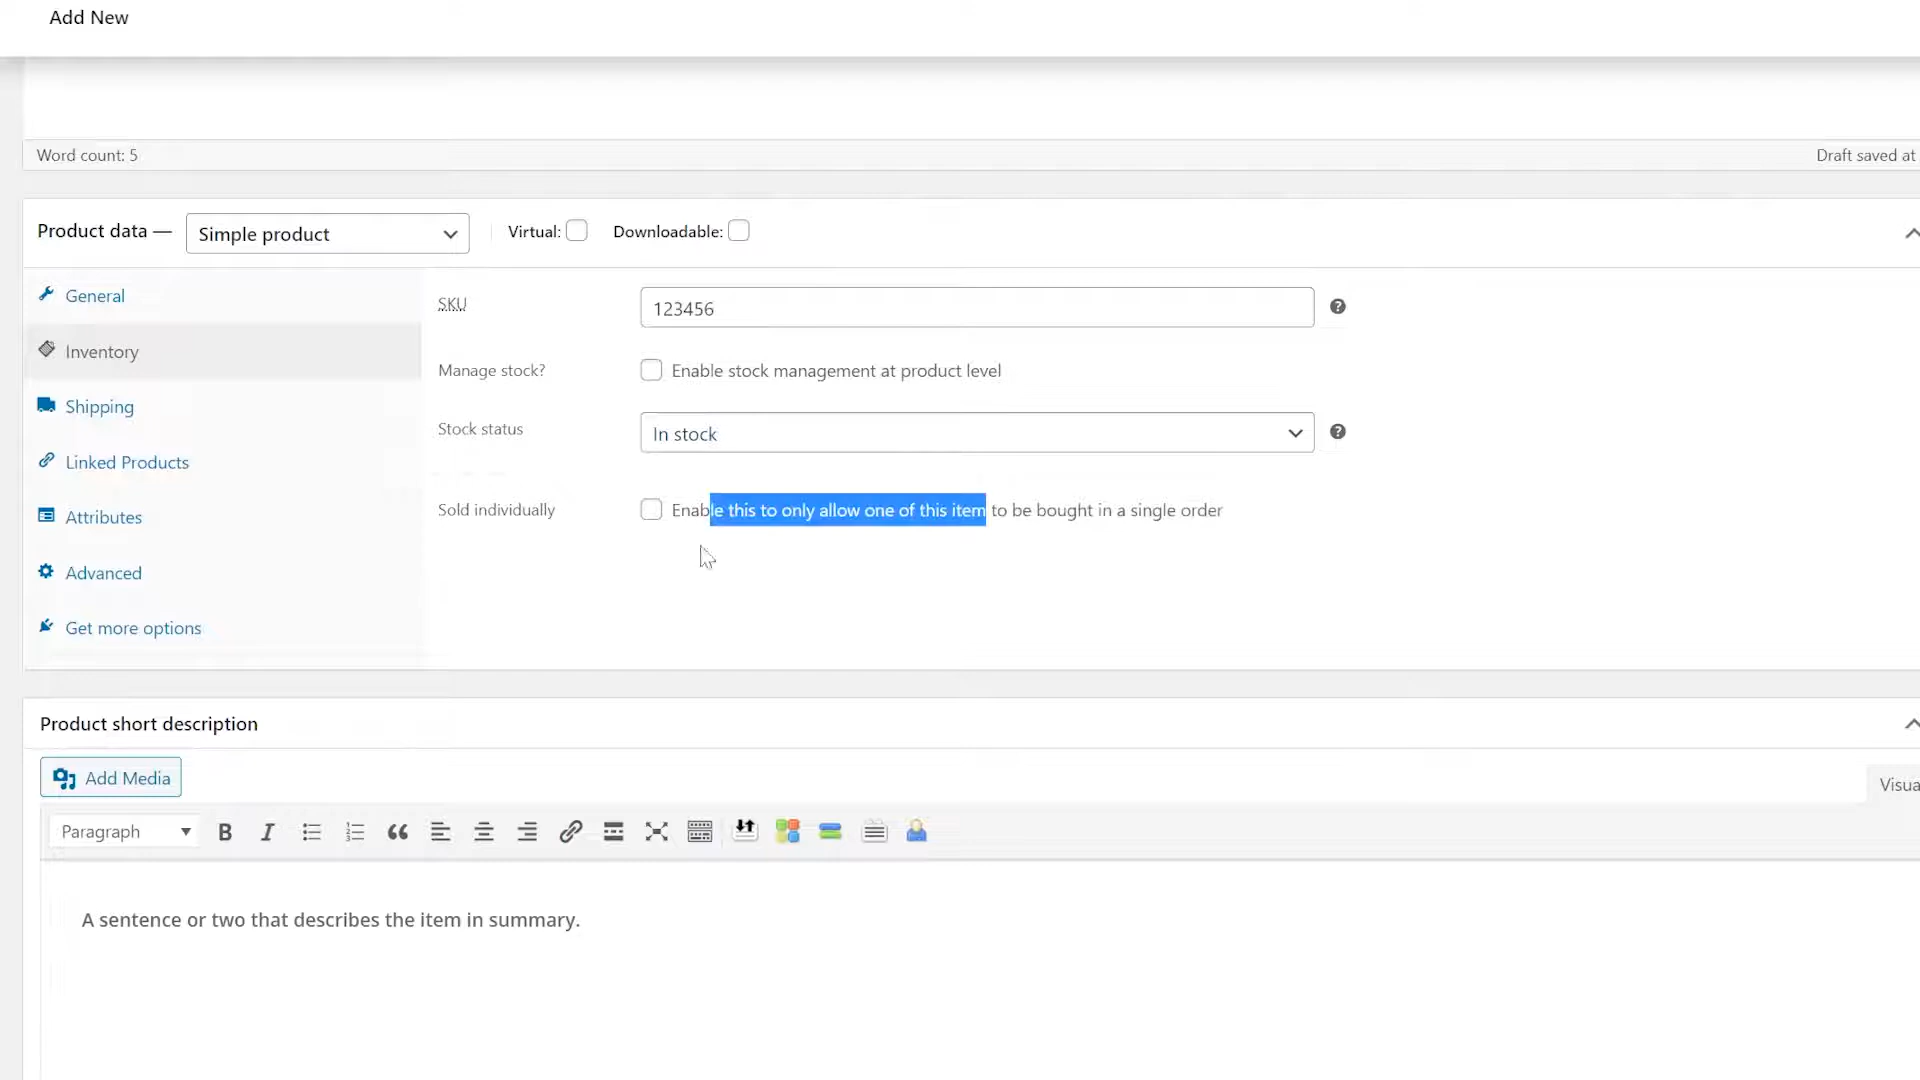 Add New
Word count: 5
Draft saved at
Product data —
Simple product
Virtual:
Downloadable:
General
Inventory
Shipping
Linked Products
Attributes
Advanced
Get more options
SKU
123456
Manage stock?
Enable stock management at product level
Stock status
In stock
Sold individually
Enable this to only allow one of this item to be bought in a single order
Product short description
Add Media
Visua
Paragraph
A sentence or two that describes the item in summary.